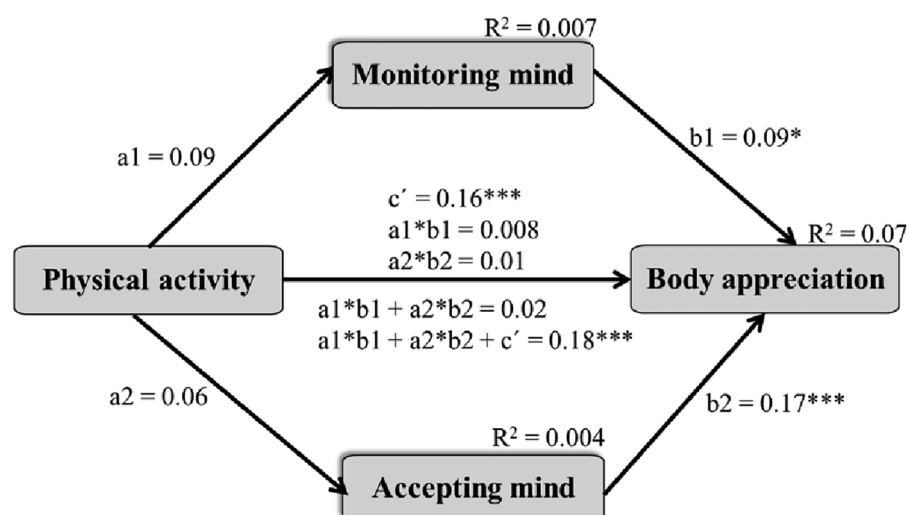 R² = 0.007
Monitoring mind
a1 = 0.09
b1 = 0.09*
c´ = 0.16***
a1*b1 = 0.008
a2*b2 = 0.01
R² = 0.07
Physical activity
Body appreciation
a1*b1 + a2*b2 = 0.02
a1*b1 + a2*b2 + c´ = 0.18***
a2 = 0.06
b2 = 0.17***
R² = 0.004
Accepting mind